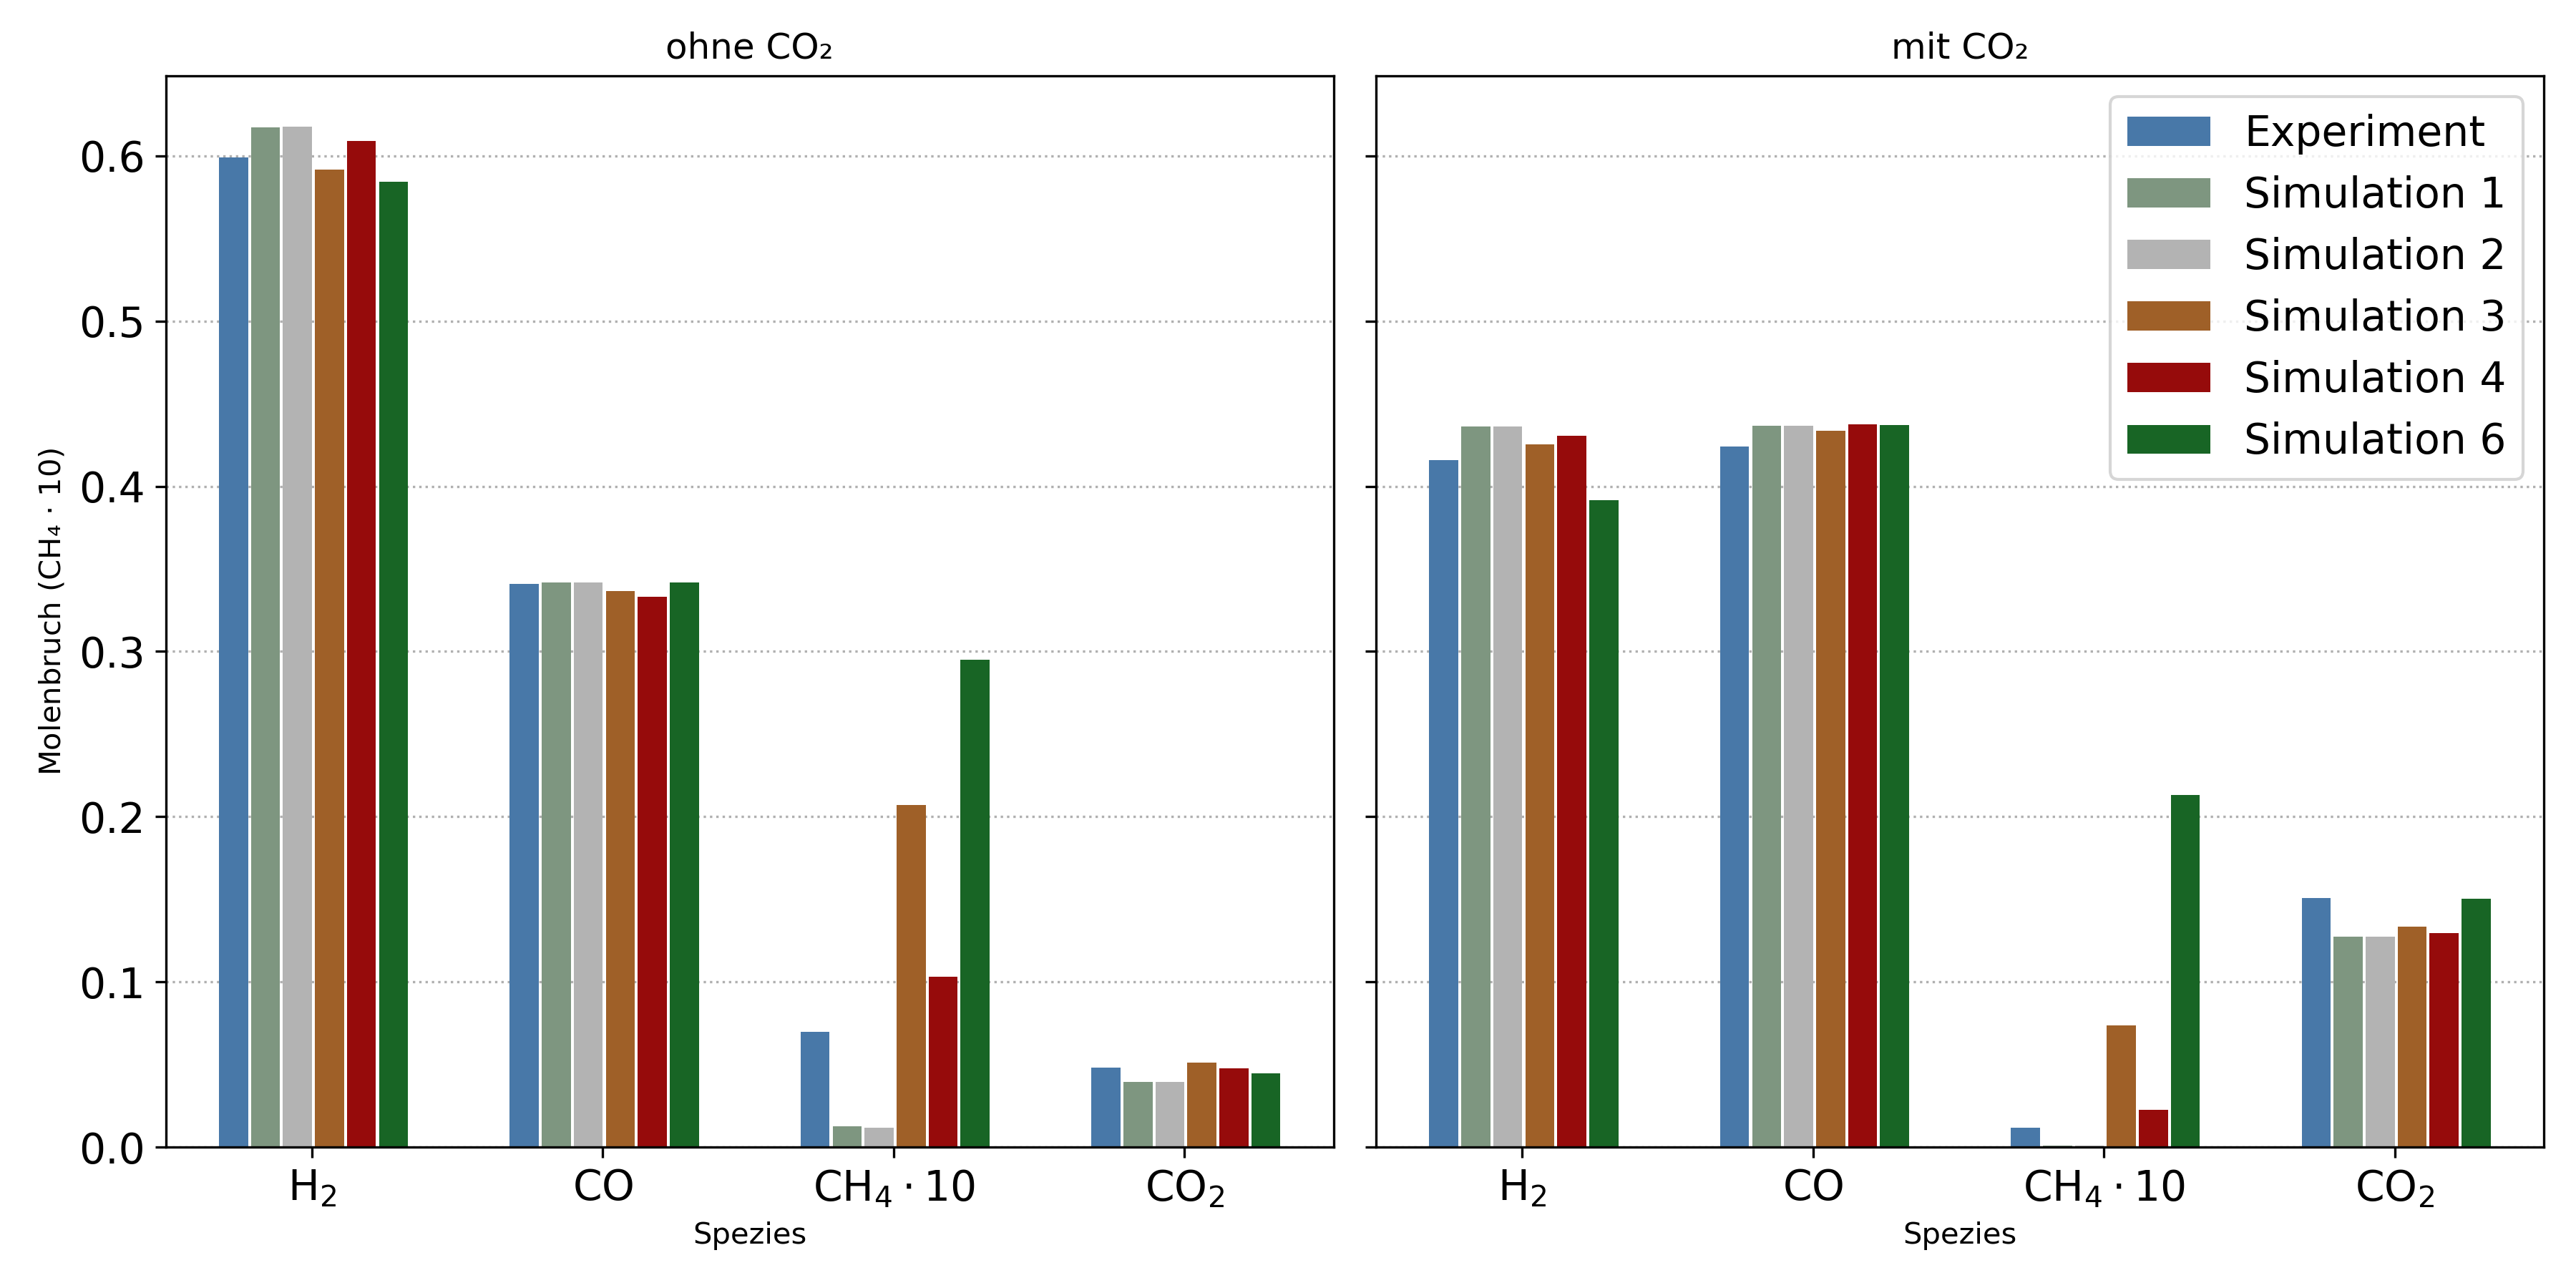 ohne CO₂
mit CO₂
Molenbruch (CH₄ · 10)
0.6
0.5
0.4
0.3
0.2
0.1
0.0
H₂ CO CH₄ · 10 CO₂
Spezies
Experiment
Simulation 1
Simulation 2
Simulation 3
Simulation 4
Simulation 6
H₂ CO CH₄ · 10 CO₂
Spezies